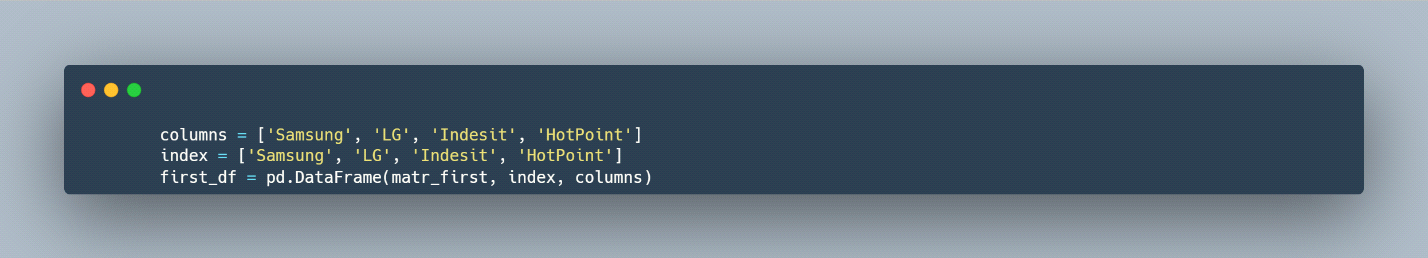 columns = ['Samsung', 'LG', 'Indesit', 'HotPoint']
index = ['Samsung', 'LG', 'Indesit', 'HotPoint']
first_df = pd.DataFrame(matr_first, index, columns)